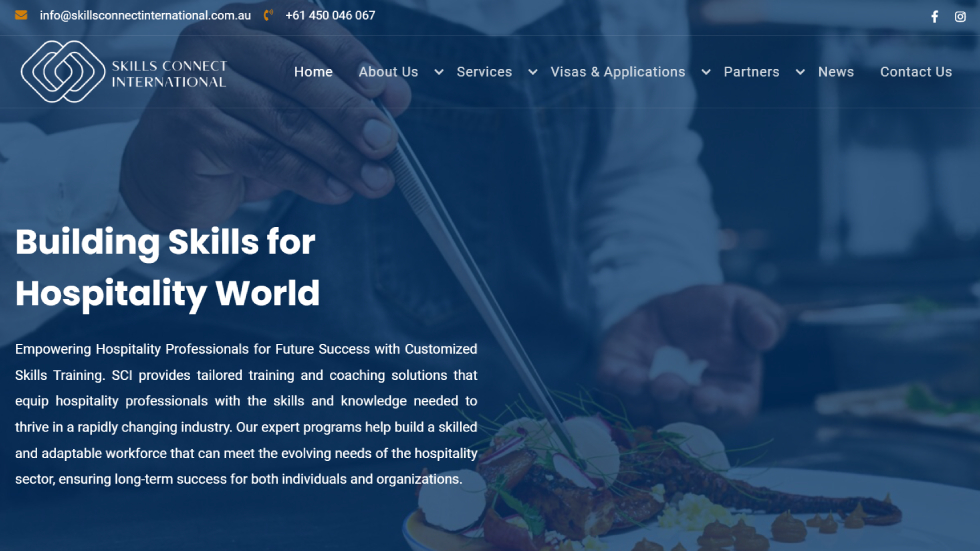 info@skillsconnectinternational.com.au +61 450 046 067
SKILLS CONNECT
INTERNATIONAL
Home About Us Services Visas & Applications Partners News Contact Us
Building Skills for
Hospitality World
Empowering Hospitality Professionals for Future Success with Customized
Skills Training. SCI provides tailored training and coaching solutions that
equip hospitality professionals with the skills and knowledge needed to
thrive in a rapidly changing industry. Our expert programs help build a skilled
and adaptable workforce that can meet the evolving needs of the hospitality
sector, ensuring long-term success for both individuals and organizations.